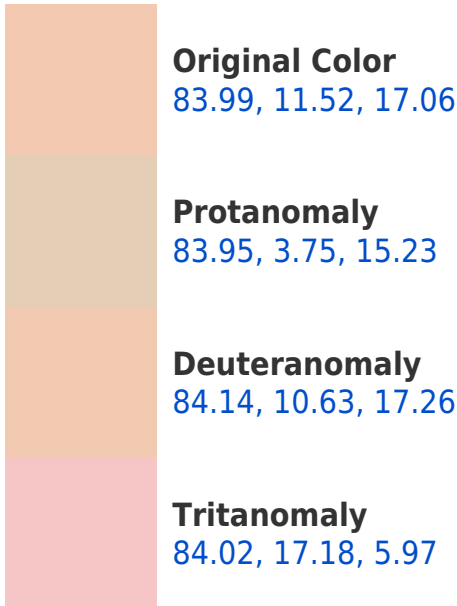 Original Color
83.99, 11.52, 17.06
Protanomaly
83.95, 3.75, 15.23
Deuteranomaly
84.14, 10.63, 17.26
Tritanomaly
84.02, 17.18, 5.97